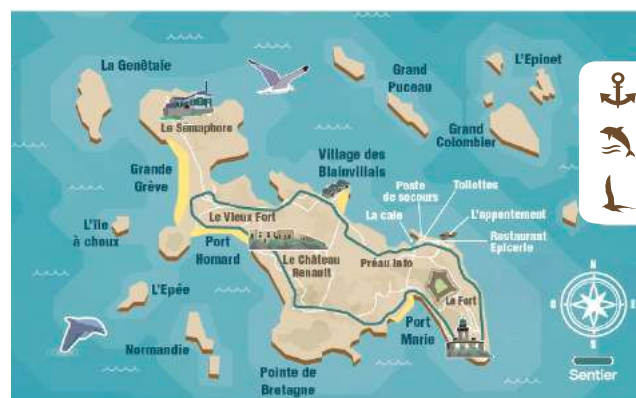 La Genêtaie
L'Epinet
Grand
Puceau
Le Sémaphore
Grand
Colombier
Village des
Blainvillais
Grande
Grève
Poste
de secours
Toilettes
La cale
L'appontement
Restaurant
Epicerie
Le Vieux Fort
L'île
à choux
Port
Homard
Le Château
Renault
Préau Info
Le Fort
L'Epée
Port
Marie
Normandie
Pointe de
Bretagne
N
O
E
S
Sentier